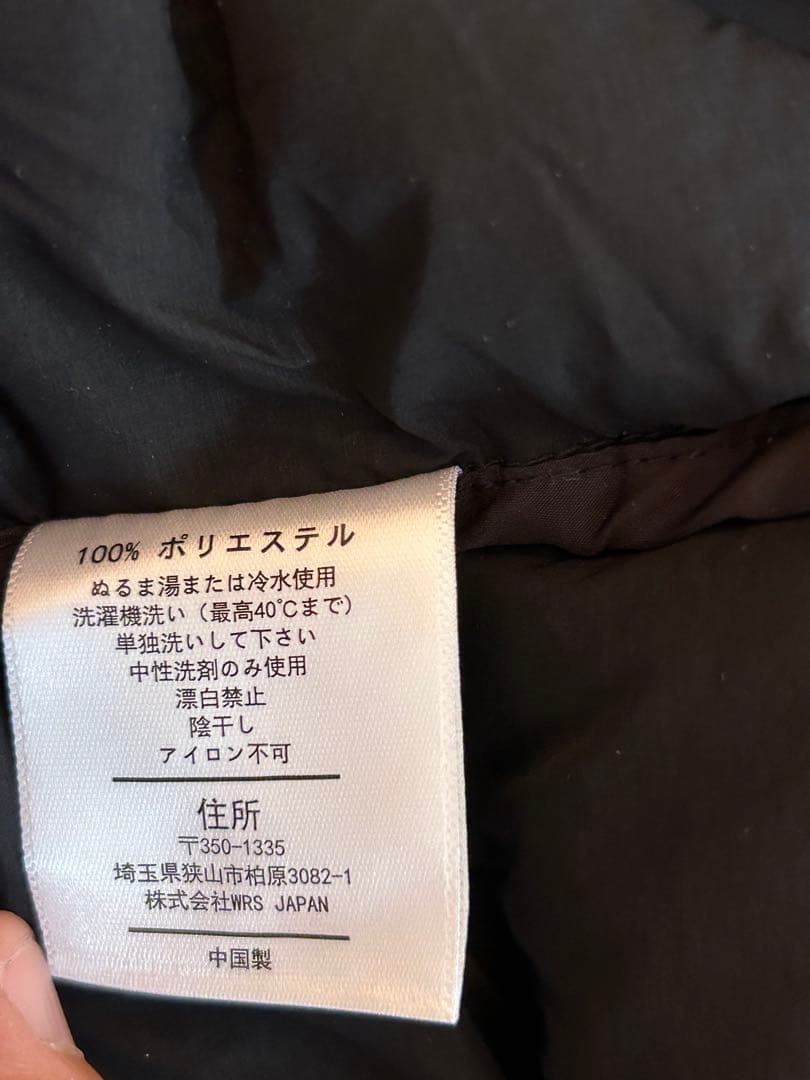 100% ポリエステル
ぬるま湯または冷水使用
洗濯機洗い（最高40℃まで）
単独洗いして下さい
中性洗剤のみ使用
漂白禁止
陰干し
アイロン不可
住所
〒350-1335
埼玉県狭山市柏原3082-1
株式会社WRS JAPAN
中国製